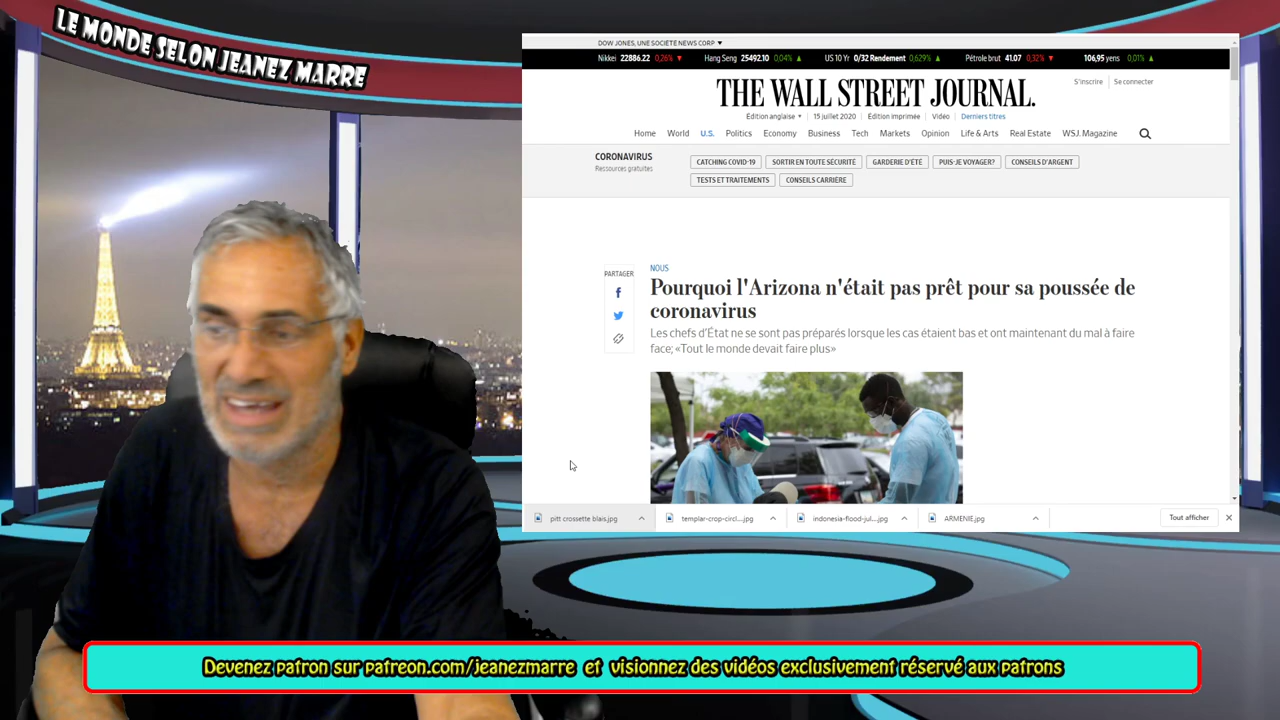 LE MONDE SELON JEANEZ MARRE
DOW JONES, UNE SOCIÉTÉ NEWS CORP ▼
Nikkei 22886.22 0,26% ▼ Hang Seng 25492.10 0,04% ▲ US 10 Yr 0/32 Rendement 0,629% ▲ Pétrole brut 41.07 0,32% ▼ 106,95 yens 0,01% ▲
THE WALL STREET JOURNAL.
S'inscrire Se connecter
Édition anglaise ▼ 15 juillet 2020 Édition imprimée Vidéo Derniers titres
Home World U.S. Politics Economy Business Tech Markets Opinion Life & Arts Real Estate WSJ. Magazine
CORONAVIRUS
Ressources gratuites
CATCHING COVID-19 SORTIR EN TOUTE SÉCURITÉ GARDERIE D'ÉTÉ PUIS-JE VOYAGER? CONSEILS D'ARGENT
TESTS ET TRAITEMENTS CONSEILS CARRIÈRE
PARTAGER
NOUS
Pourquoi l'Arizona n'était pas prêt pour sa poussée de
coronavirus
Les chefs d'État ne se sont pas préparés lorsque les cas étaient bas et ont maintenant du mal à faire
face; «Tout le monde devait faire plus»
pitt crossette blais.jpg templar-crop-circl....jpg indonesia-flood-jul....jpg ARMENIE.jpg Tout afficher
Devenez patron sur patreon.com/jeanezmarre et visionnez des vidéos exclusivement réservé aux patrons